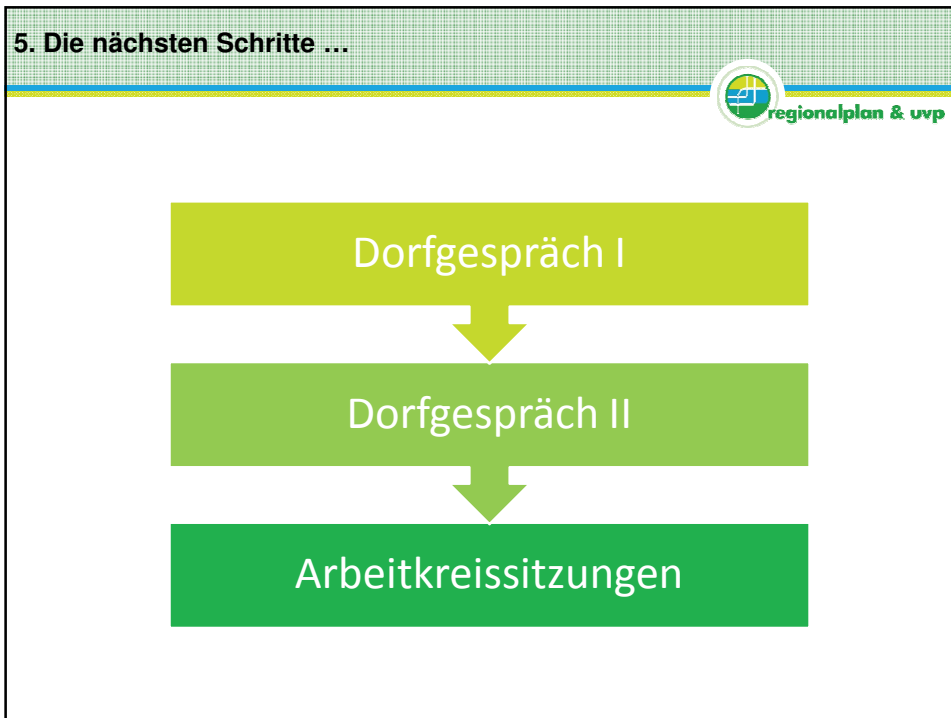 5. Die nächsten Schritte …
regionalplan & uvp
Dorfgespräch I
Dorfgespräch II
Arbeitkreissitzungen